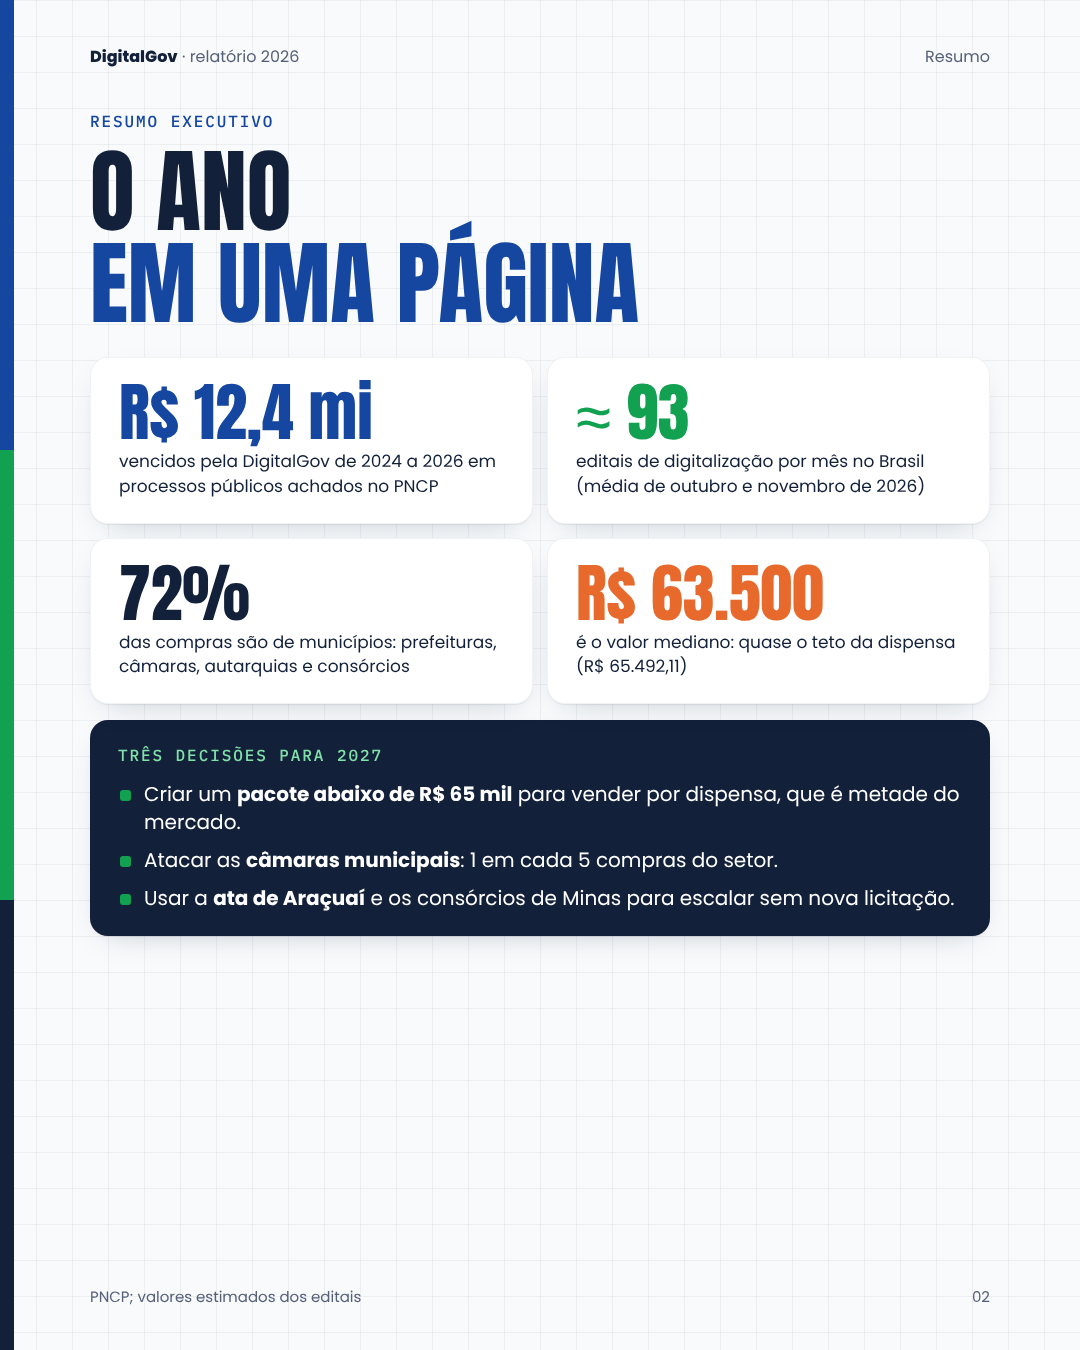 DigitalGov · relatório 2026
Resumo
RESUMO EXECUTIVO
O ANO
EM UMA PÁGINA
R$ 12,4 mi
vencidos pela DigitalGov de 2024 a 2026 em
processos públicos achados no PNCP
≈ 93
editais de digitalização por mês no Brasil
(média de outubro e novembro de 2026)
72%
das compras são de municípios: prefeituras,
câmaras, autarquias e consórcios
R$ 63.500
é o valor mediano: quase o teto da dispensa
(R$ 65.492,11)
TRÊS DECISÕES PARA 2027
Criar um pacote abaixo de R$ 65 mil para vender por dispensa, que é metade do
mercado.
Atacar as câmaras municipais: 1 em cada 5 compras do setor.
Usar a ata de Araçuaí e os consórcios de Minas para escalar sem nova licitação.
PNCP; valores estimados dos editais
02